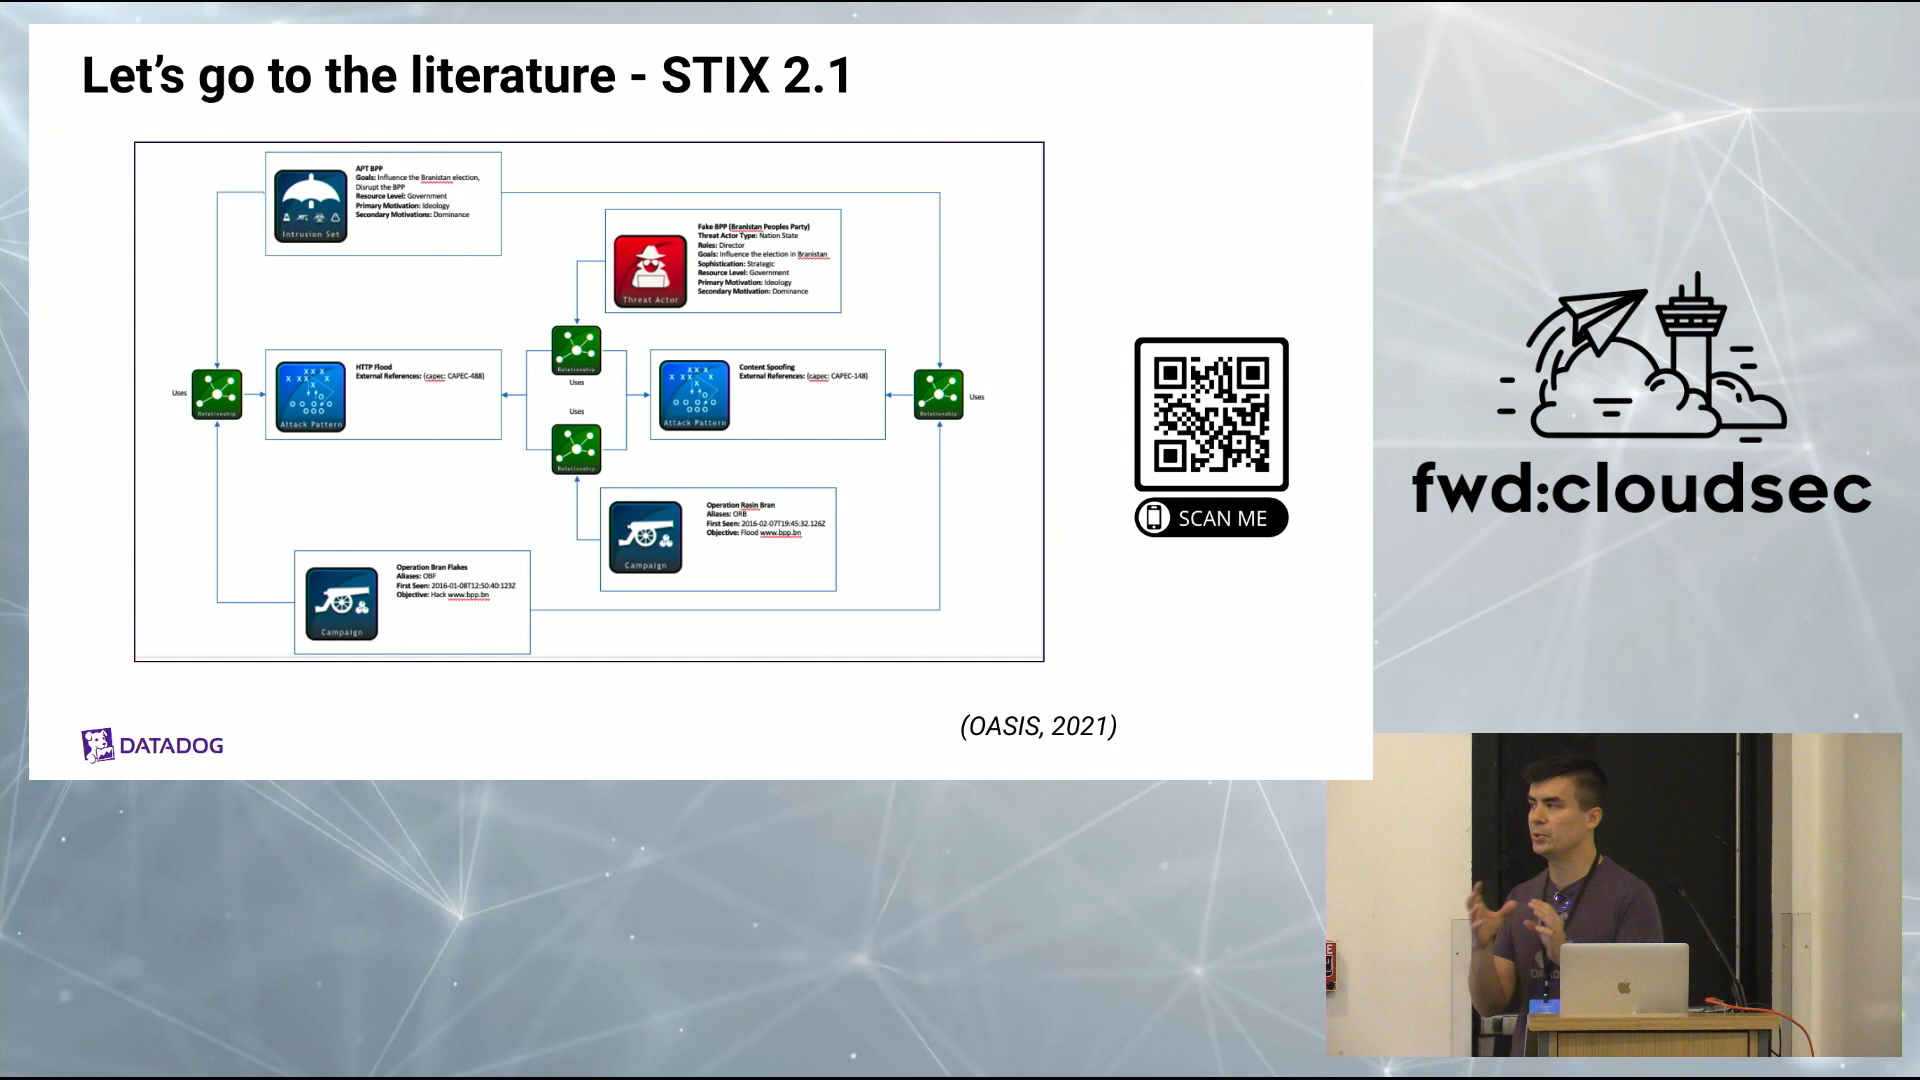 Let's go to the literature - STIX 2.1
APT BPP
Goals: Influence the Branistan election,
Disrupt the BPP
Resource Level: Government
Primary Motivation: Ideology
Secondary Motivations: Dominance
Intrusion Set
Fake BPP (Branistan Peoples Party)
Threat Actor Type: Nation State
Roles: Director
Goals: Influence the election in Branistan
Sophistication: Strategic
Resource Level: Government
Primary Motivation: Ideology
Secondary Motivation: Dominance
Threat Actor
Relationship
Uses
Uses
Relationship
HTTP Flood
External References: {capec: CAPEC-488}
Attack Pattern
Uses
Relationship
Content Spoofing
External References: {capec: CAPEC-148}
Attack Pattern
Relationship
Uses
Operation Rasin Bran
Aliases: ORB
First Seen: 2016-02-07T19:45:32.126Z
Objective: Flood www.bpp.bn
Campaign
Operation Bran Flakes
Aliases: OBF
First Seen: 2016-01-08T12:50:40:123Z
Objective: Hack www.bpp.bn
Campaign
SCAN ME
(OASIS, 2021)
DATADOG
fwd:cloudsec